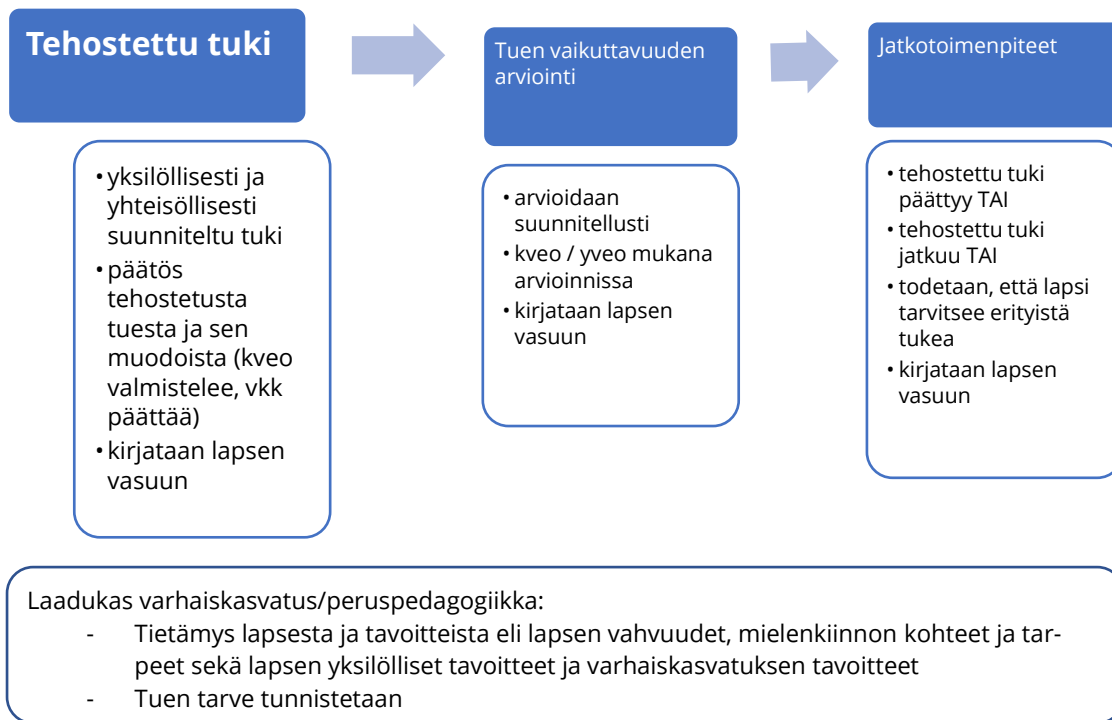 Tehostettu tuki
• yksilöllisesti ja
yhteisöllisesti
suunniteltu tuki
• päätös
tehostetusta
tuesta ja sen
muodoista (kveo
valmistelee, vkk
päättää)
• kirjataan lapsen
vasuun
Tuen vaikuttavuuden
arviointi
• arvioidaan
suunnitellusti
• kveo / yveo mukana
arvioinnissa
• kirjataan lapsen
vasuun
Jatkotoimenpiteet
• tehostettu tuki
päättyy TAI
• tehostettu tuki
jatkuu TAI
• todetaan, että lapsi
tarvitsee erityistä
tukea
• kirjataan lapsen
vasuun
Laadukas varhaiskasvatus/peruspedagogiikka:
- Tietämys lapsesta ja tavoitteista eli lapsen vahvuudet, mielenkiinnon kohteet ja tar-
peet sekä lapsen yksilölliset tavoitteet ja varhaiskasvatuksen tavoitteet
- Tuen tarve tunnistetaan